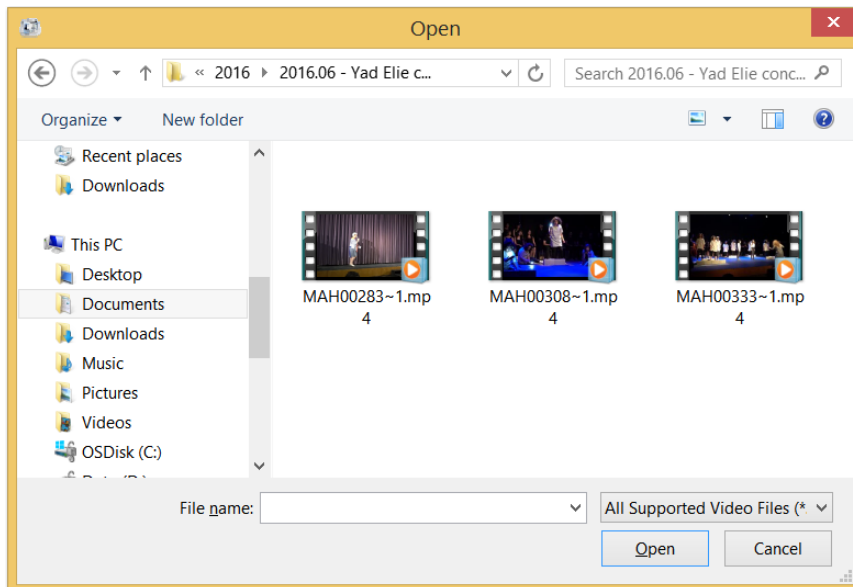 Open
« 2016 2016.06 - Yad Elie c...
Search 2016.06 - Yad Elie conc...
Organize
New folder
Recent places
Downloads
This PC
Desktop
Documents
Downloads
Music
Pictures
Videos
OSDisk (C:)
MAH00283~1.mp
4
MAH00308~1.mp
4
MAH00333~1.mp
4
File name:
All Supported Video Files (*
Open
Cancel